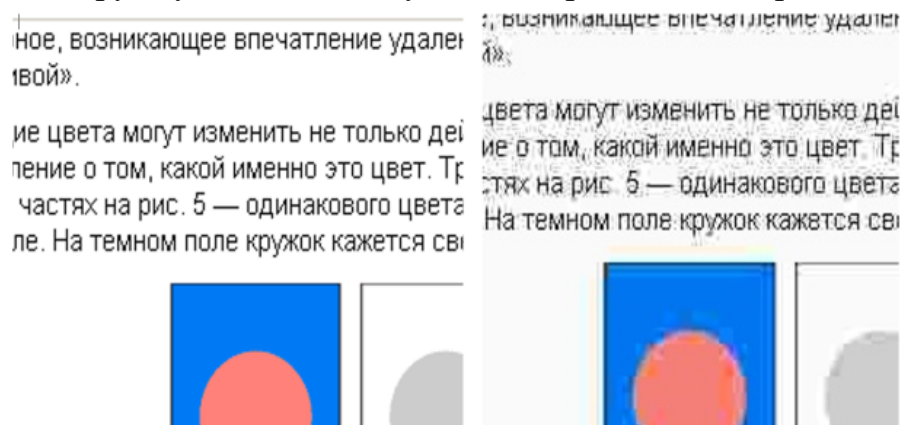 ное, возникающее впечатление удален
ивой».
ие цвета могут изменить не только дей
ление о том, какой именно это цвет. Тр
частях на рис. 5 — одинакового цвета
ле. На темном поле кружок кажется све
, возникающее впечатление удален
й».
цвета могут изменить не только дей
ие о том, какой именно это цвет. Тр
стях на рис. 5 — одинакового цвета
На темном поле кружок кажется све